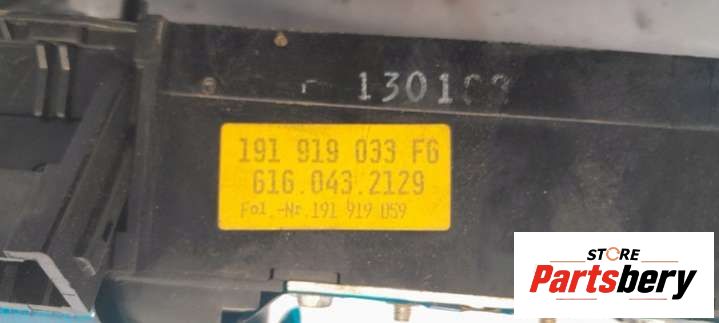 191 919 033 FG
616.043.2129
Fol.-Nr.191 919 059
STORE
Partsbery